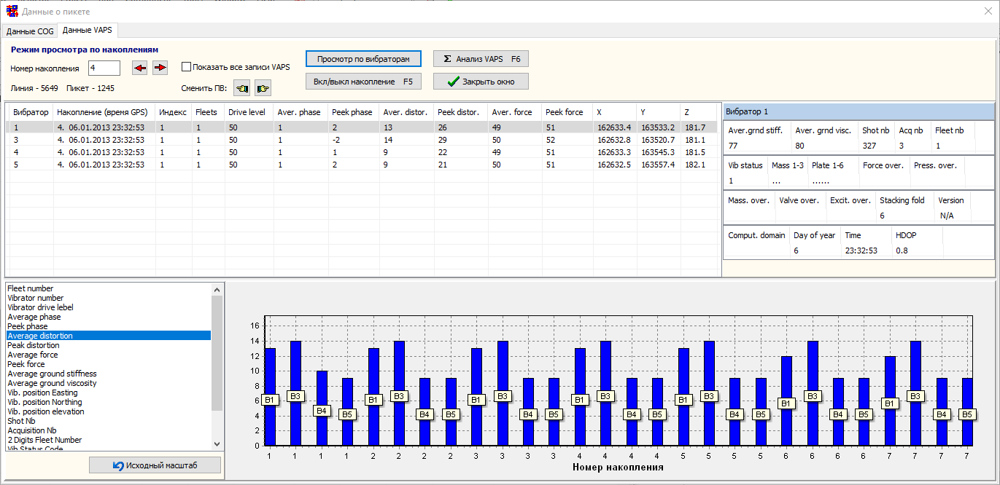 Данные о пикете
Данные COG Данные VAPS
Режим просмотра по накоплениям
Номер накопления 4 Показать все записи VAPS
Линия - 5649 Пикет - 1245 Сменить ПВ:
Просмотр по вибраторам Σ Анализ VAPS F6
Вкл/выкл накопление F5 Закрыть окно
Вибратор Накопление (время GPS) Индекс Fleets Drive level Aver. phase Peek phase Aver. distor. Peek distor. Aver. force Peek force X Y Z
1 4. 06.01.2013 23:32:53 1 1 50 1 2 13 26 49 51 162633.4 163533.2 181.7
3 4. 06.01.2013 23:32:53 1 1 50 1 -2 14 29 50 52 162632.8 163520.7 181.1
4 4. 06.01.2013 23:32:53 1 1 50 1 1 9 22 49 51 162633.3 163545.3 181.5
5 4. 06.01.2013 23:32:53 1 1 50 1 2 9 21 50 51 162632.5 163557.4 182.1
Вибратор 1
Aver.grnd stiff. Aver. grnd visc. Shot nb Acq nb Fleet nb
77 80 327 3 1
Vib status Mass 1-3 Plate 1-6 Force over. Press. over.
1 ... ......
Mass. over. Valve over. Excit. over. Stacking fold Version
6 N/A
Comput. domain Day of year Time HDOP
6 23:32:53 0.8
Fleet number
Vibrator number
Vibrator drive lebel
Average phase
Peek phase
Average distortion
Peak distortion
Average force
Peek force
Average ground stiffness
Average ground viscosity
Vib. position Easting
Vib. position Northing
Vib. position elevation
Shot Nb
Acquisition Nb
2 Digits Fleet Number
Vib Status Code
Исходный масштаб
16
14
12
10
8
6
4
2
0
B1 B3 B4 B5 B1 B3 B4 B5 B1 B3 B4 B5 B1 B3 B4 B5 B1 B3 B4 B5 B1 B3 B4 B5 B1 B3 B4 B5
1 1 1 1 2 2 2 2 3 3 3 3 4 4 4 4 5 5 5 5 6 6 6 6 7 7 7 7
Номер накопления